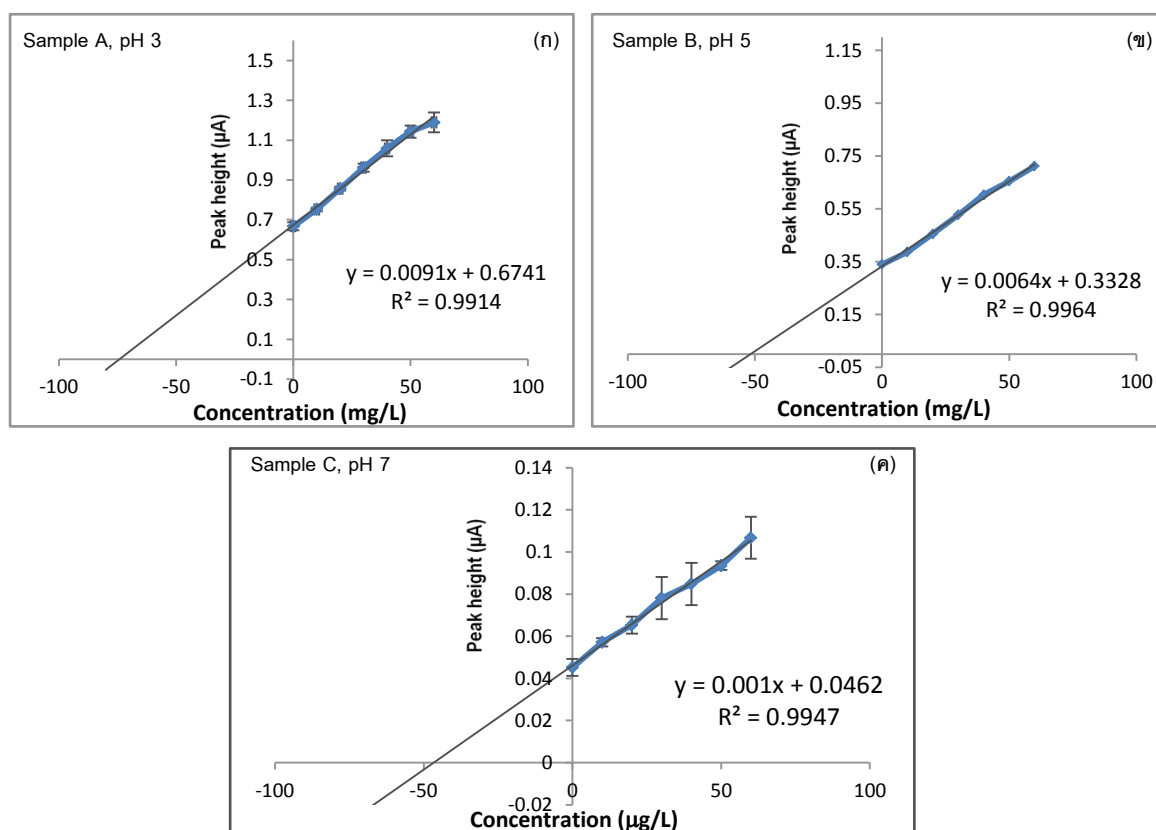 Sample A, pH 3
(ก)
Peak height (µA)
1.5
1.3
1.1
0.9
0.7
0.5
0.3
0.1
-0.1
y = 0.0091x + 0.6741
R² = 0.9914
-100
-50
0
50
100
Concentration (mg/L)
Sample B, pH 5
(ข)
Peak height (µA)
1.15
0.95
0.75
0.55
0.35
0.15
-0.05
y = 0.0064x + 0.3328
R² = 0.9964
-100
-50
0
50
100
Concentration (mg/L)
Sample C, pH 7
(ค)
Peak height (µA)
0.14
0.12
0.1
0.08
0.06
0.04
0.02
0
-0.02
y = 0.001x + 0.0462
R² = 0.9947
-100
-50
0
50
100
Concentration (µg/L)